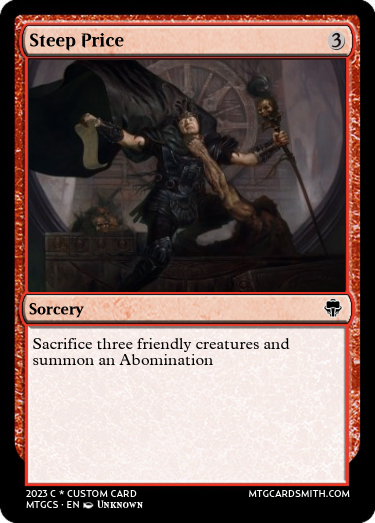 Steep Price 3
Sorcery
Sacrifice three friendly creatures and
summon an Abomination
2023 C * CUSTOM CARD MTGCARDSMITH.COM
MTGCS · EN Unknown